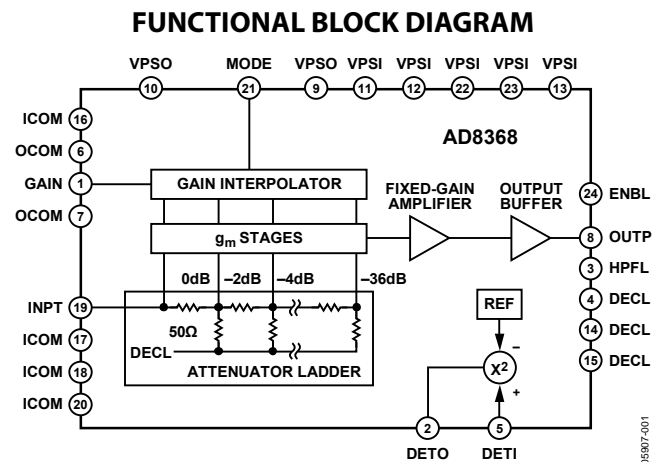 FUNCTIONAL BLOCK DIAGRAM
VPSO MODE VPSO VPSI VPSI VPSI VPSI VPSI
10 21 9 11 12 22 23 13
ICOM 16
AD8368
OCOM 6
GAIN 1
GAIN INTERPOLATOR
FIXED-GAIN
AMPLIFIER
OUTPUT
BUFFER
24 ENBL
OCOM 7
gm STAGES
8 OUTP
3 HPFL
0dB –2dB –4dB –36dB
INPT 19
REF
4 DECL
50Ω
14 DECL
ICOM 17
DECL
–
15 DECL
X2
ICOM 18
ATTENUATOR LADDER
+
ICOM 20
2 5
DETO DETI
05907-001